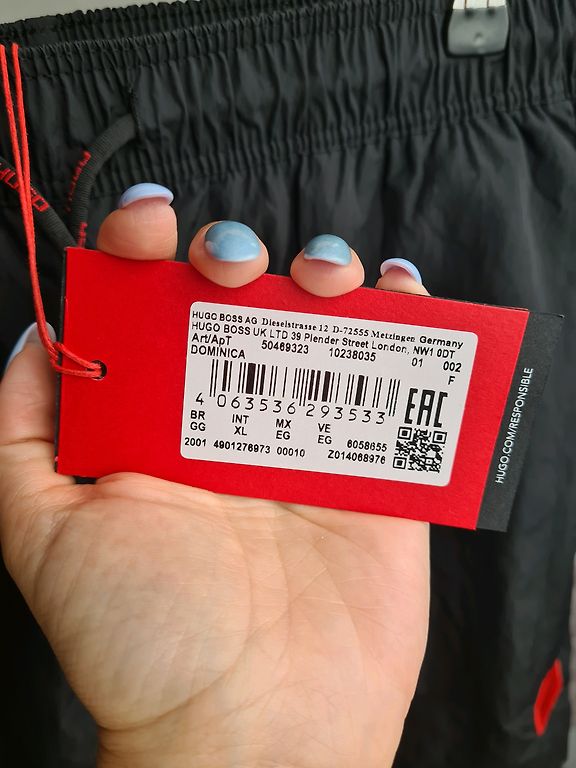 HUGO BOSS AG Dieselstrasse 12 D-72555 Metzingen Germany
HUGO BOSS UK LTD 39 Plender Street London, NW1 0DT
Art/ApT 50469323 10238035 01 002
DOMINICA F
4 063536 293533
EAC
BR INT MX VE
GG XL EG EG 6058655
2001 4901276973 00010 Z014068976
HUGO.COM/RESPONSIBLE
HUGO